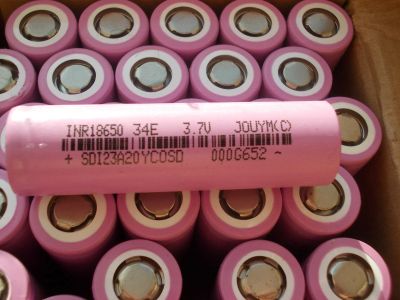 INR18650 34E 3.7V JOUYM(C)
+ SDI23A20YCOSD 000G652 ~